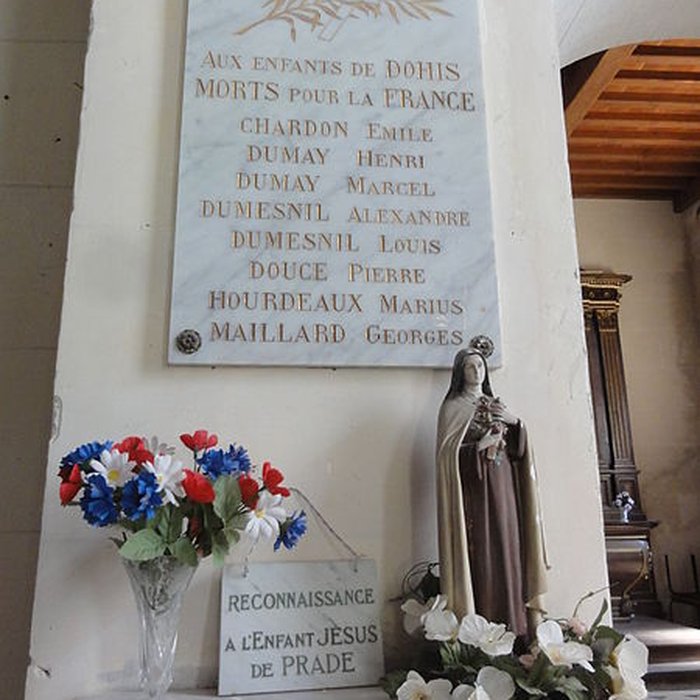 AUX ENFANTS DE DOHIS
MORTS POUR LA FRANCE
CHARDON EMILE
DUMAY HENRI
DUMAY MARCEL
DUMESNIL ALEXANDRE
DUMESNIL LOUIS
DOUCE PIERRE
HOURDEAUX MARIUS
MAILLARD GEORGES
RECONNAISSANCE
A L'ENFANT JÉSUS
DE PRADE